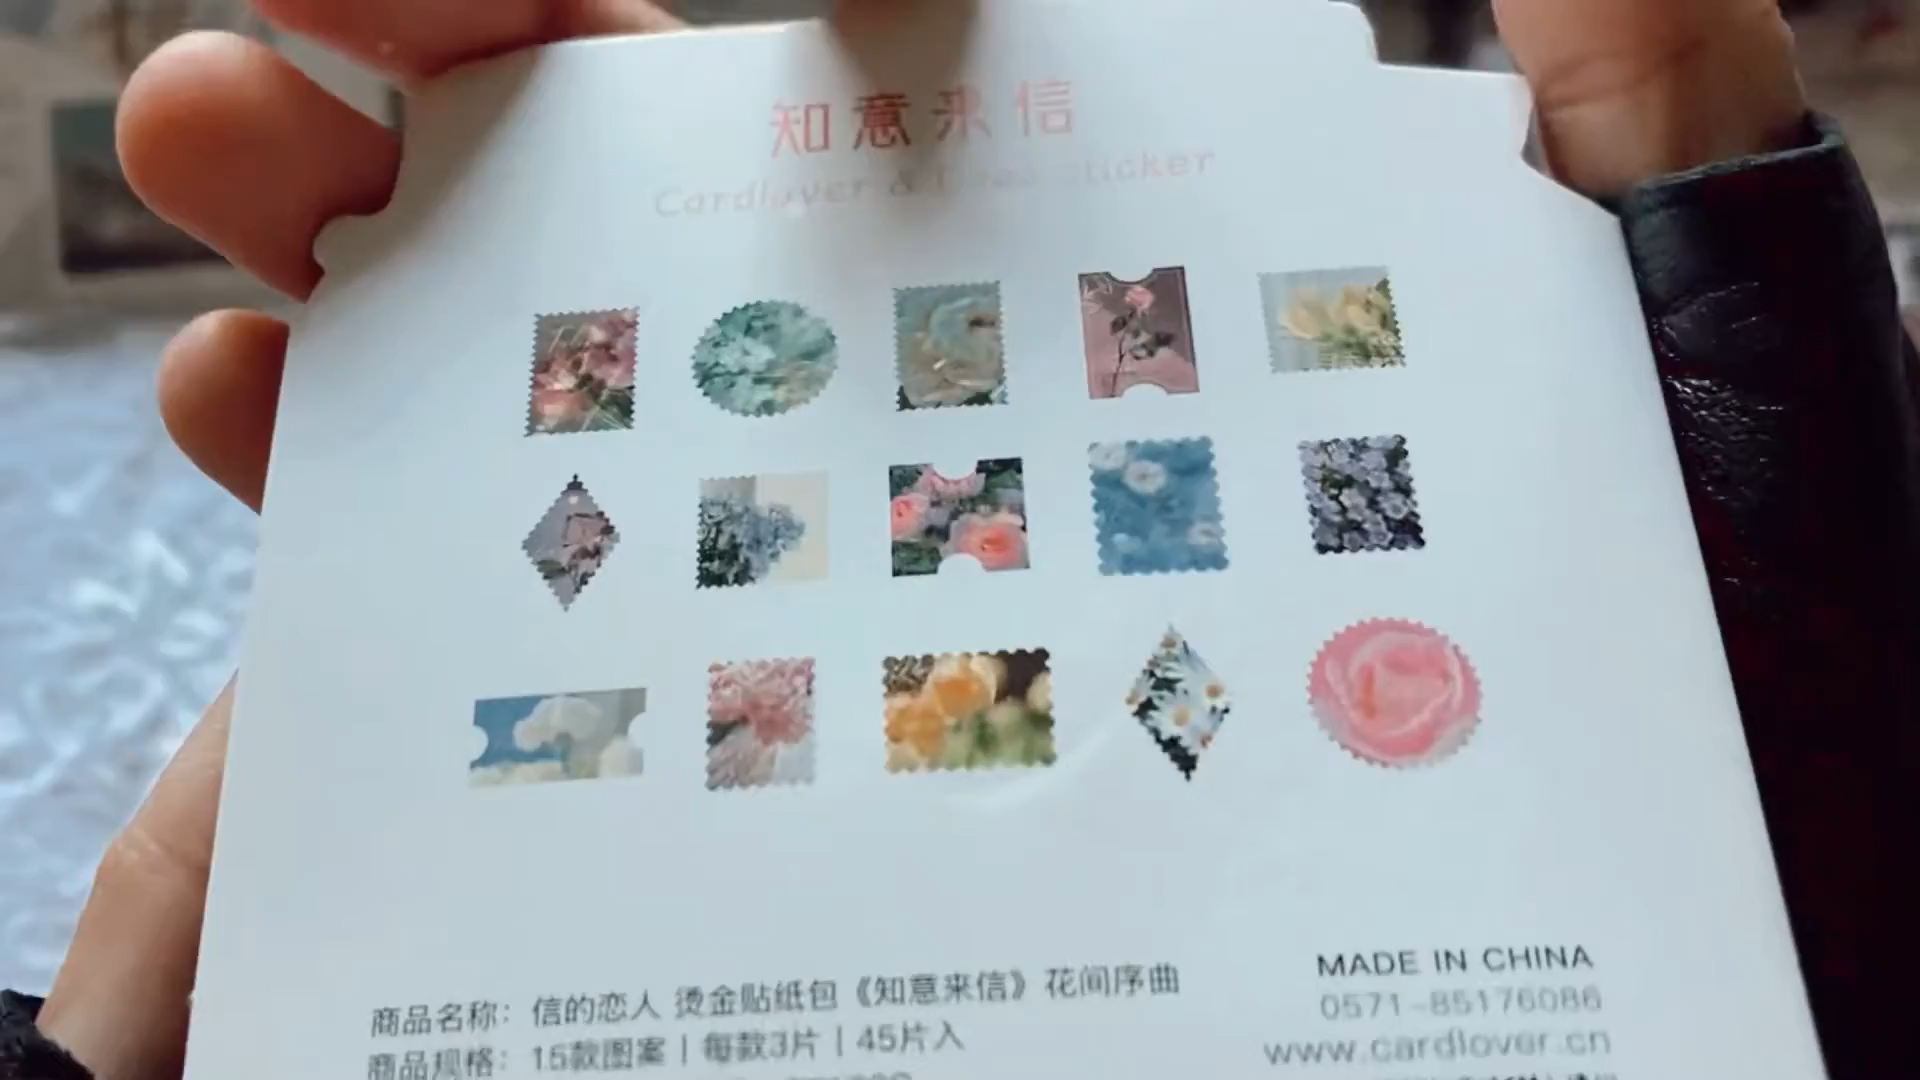 知意来信
Cardlover & sticker
商品名称：信的恋人 烫金贴纸包《知意来信》花间序曲
商品规格：15款图案 | 每款3片 | 45片入
MADE IN CHINA
0571-85176086
www.cardlover.cn